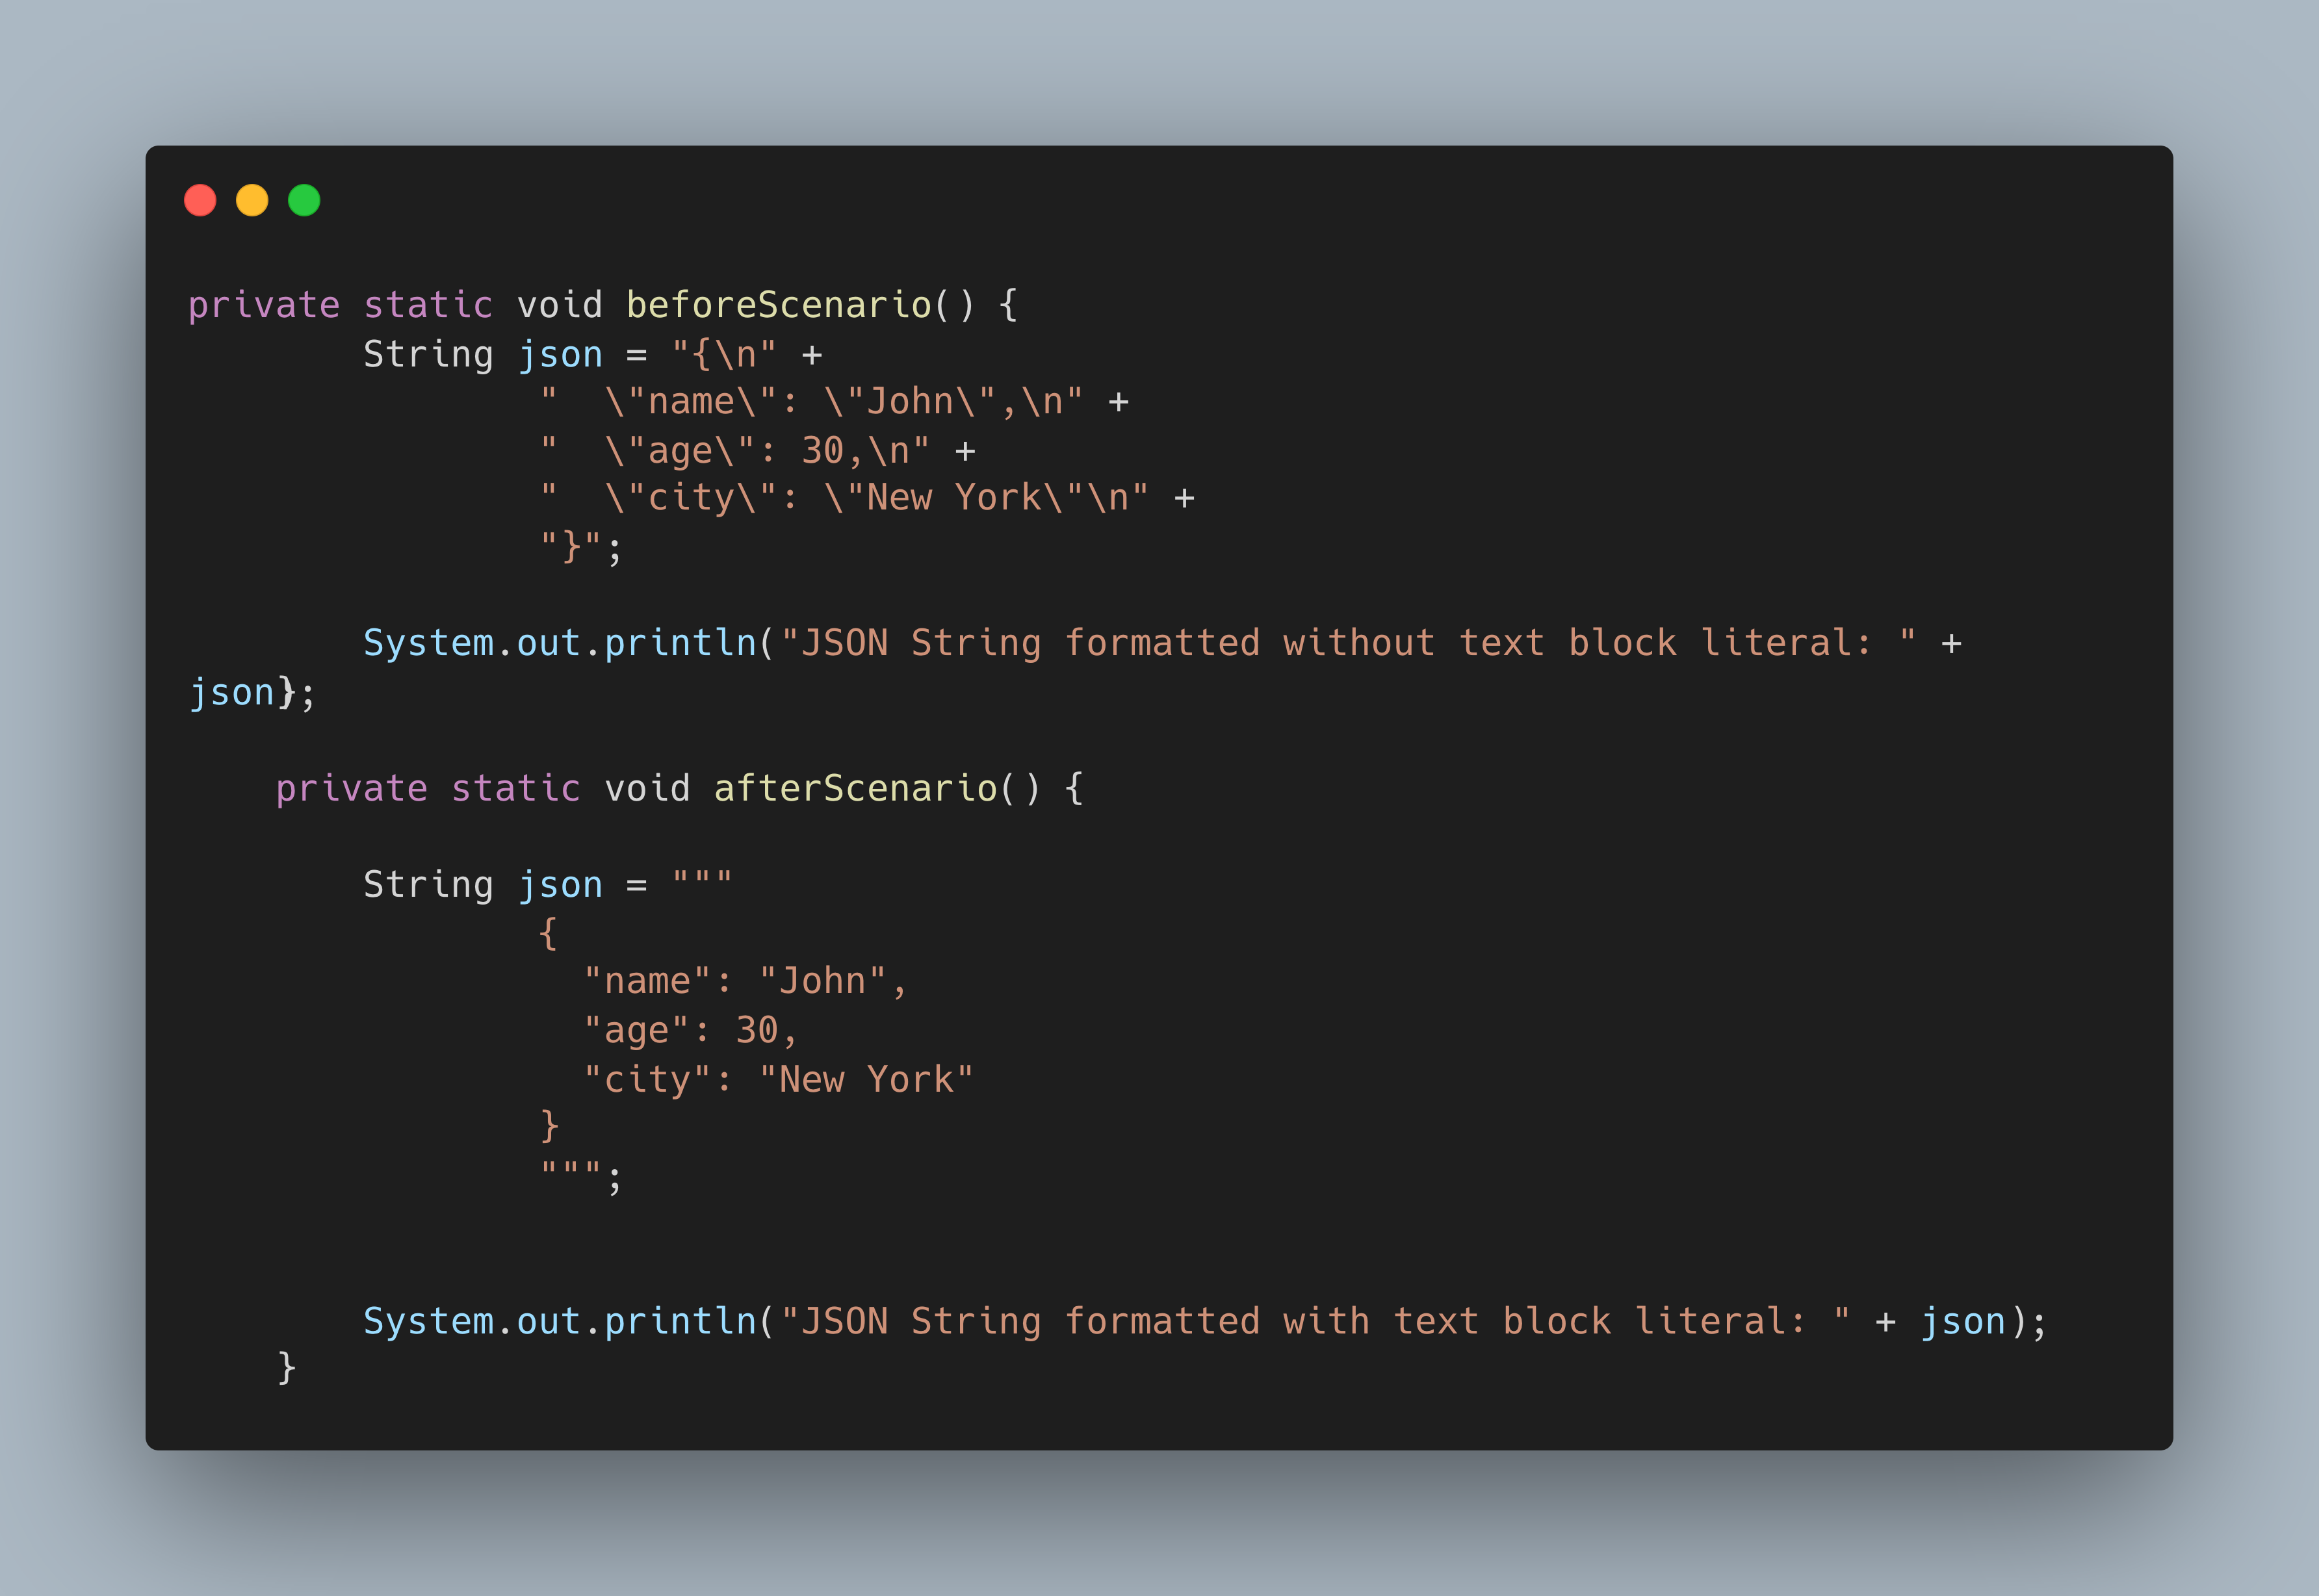 private static void beforeScenario() {
        String json = "{\n" +
                "  \"name\": \"John\",\n" +
                "  \"age\": 30,\n" +
                "  \"city\": \"New York\"\n" +
                "}";

        System.out.println("JSON String formatted without text block literal: " +
json);
    }

    private static void afterScenario() {

        String json = """
                {
                  "name": "John",
                  "age": 30,
                  "city": "New York"
                }
                """;


        System.out.println("JSON String formatted with text block literal: " + json);
    }